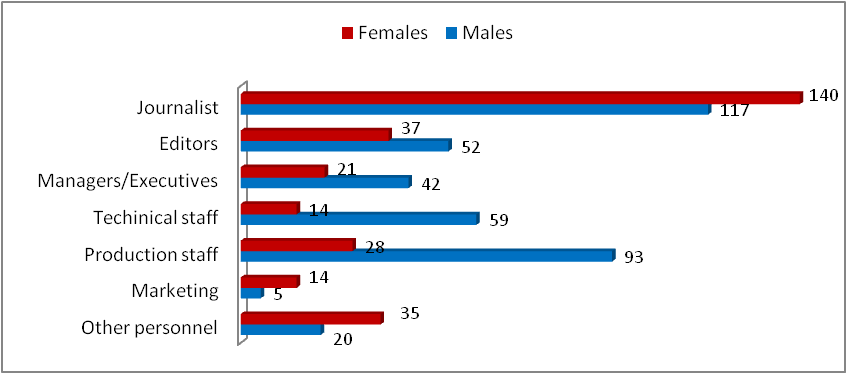 Females Males
Journalist 140
117
Editors 37
52
Managers/Executives 21
42
Techinical staff 14
59
Production staff 28
93
Marketing 14
5
Other personnel 35
20